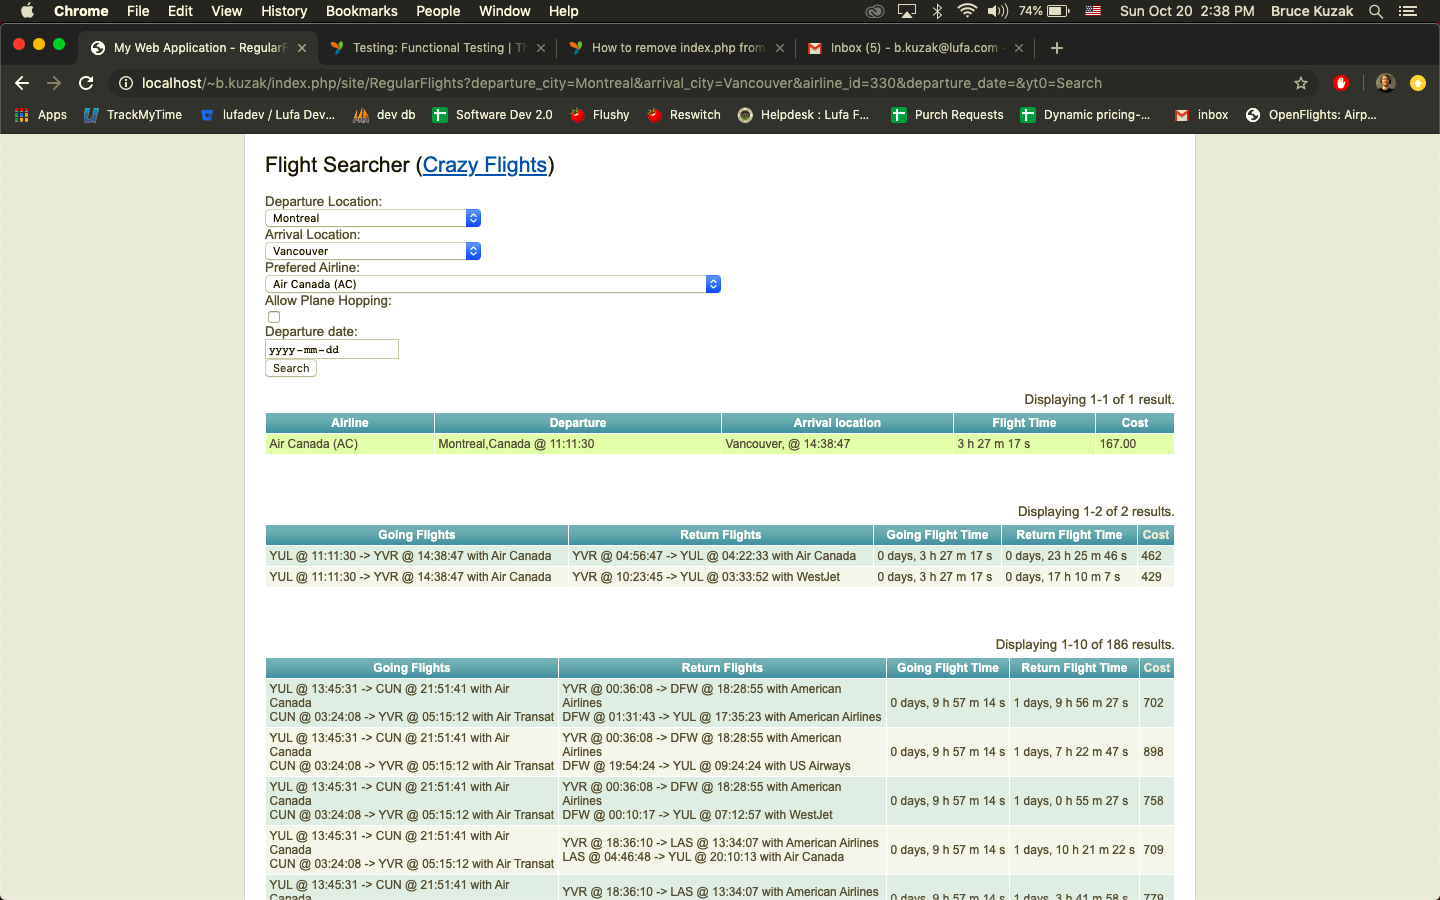 Chrome File Edit View History Bookmarks People Window Help 74% Sun Oct 20 2:38 PM Bruce Kuzak
My Web Application - RegularF Testing: Functional Testing | Th How to remove index.php from Inbox (5) - b.kuzak@lufa.com -
localhost/~b.kuzak/index.php/site/RegularFlights?departure_city=Montreal&arrival_city=Vancouver&airline_id=330&departure_date=&yt0=Search
Apps TrackMyTime lufadev / Lufa Dev... dev db Software Dev 2.0 Flushy Reswitch Helpdesk : Lufa F... Purch Requests Dynamic pricing-... inbox OpenFlights: Airp...
Flight Searcher (Crazy Flights)
Departure Location:
Montreal
Arrival Location:
Vancouver
Prefered Airline:
Air Canada (AC)
Allow Plane Hopping:
Departure date:
yyyy-mm-dd
Search
Displaying 1-1 of 1 result.
Airline Departure Arrival location Flight Time Cost
Air Canada (AC) Montreal,Canada @ 11:11:30 Vancouver, @ 14:38:47 3 h 27 m 17 s 167.00
Displaying 1-2 of 2 results.
Going Flights Return Flights Going Flight Time Return Flight Time Cost
YUL @ 11:11:30 -> YVR @ 14:38:47 with Air Canada YVR @ 04:56:47 -> YUL @ 04:22:33 with Air Canada 0 days, 3 h 27 m 17 s 0 days, 23 h 25 m 46 s 462
YUL @ 11:11:30 -> YVR @ 14:38:47 with Air Canada YVR @ 10:23:45 -> YUL @ 03:33:52 with WestJet 0 days, 3 h 27 m 17 s 0 days, 17 h 10 m 7 s 429
Displaying 1-10 of 186 results.
Going Flights Return Flights Going Flight Time Return Flight Time Cost
YUL @ 13:45:31 -> CUN @ 21:51:41 with Air
Canada
CUN @ 03:24:08 -> YVR @ 05:15:12 with Air Transat
YVR @ 00:36:08 -> DFW @ 18:28:55 with American
Airlines
DFW @ 01:31:43 -> YUL @ 17:35:23 with American Airlines
0 days, 9 h 57 m 14 s 1 days, 9 h 56 m 27 s 702
YUL @ 13:45:31 -> CUN @ 21:51:41 with Air
Canada
CUN @ 03:24:08 -> YVR @ 05:15:12 with Air Transat
YVR @ 00:36:08 -> DFW @ 18:28:55 with American
Airlines
DFW @ 19:54:24 -> YUL @ 09:24:24 with US Airways
0 days, 9 h 57 m 14 s 1 days, 7 h 22 m 47 s 898
YUL @ 13:45:31 -> CUN @ 21:51:41 with Air
Canada
CUN @ 03:24:08 -> YVR @ 05:15:12 with Air Transat
YVR @ 00:36:08 -> DFW @ 18:28:55 with American
Airlines
DFW @ 00:10:17 -> YUL @ 07:12:57 with WestJet
0 days, 9 h 57 m 14 s 1 days, 0 h 55 m 27 s 758
YUL @ 13:45:31 -> CUN @ 21:51:41 with Air
Canada
CUN @ 03:24:08 -> YVR @ 05:15:12 with Air Transat
YVR @ 18:36:10 -> LAS @ 13:34:07 with American Airlines
LAS @ 04:46:48 -> YUL @ 20:10:13 with Air Canada
0 days, 9 h 57 m 14 s 1 days, 10 h 21 m 22 s 709
YUL @ 13:45:31 -> CUN @ 21:51:41 with Air
Canada
YVR @ 18:36:10 -> LAS @ 13:34:07 with American Airlines
0 days, 9 h 57 m 14 s 1 days, 3 h 41 m 58 s 779